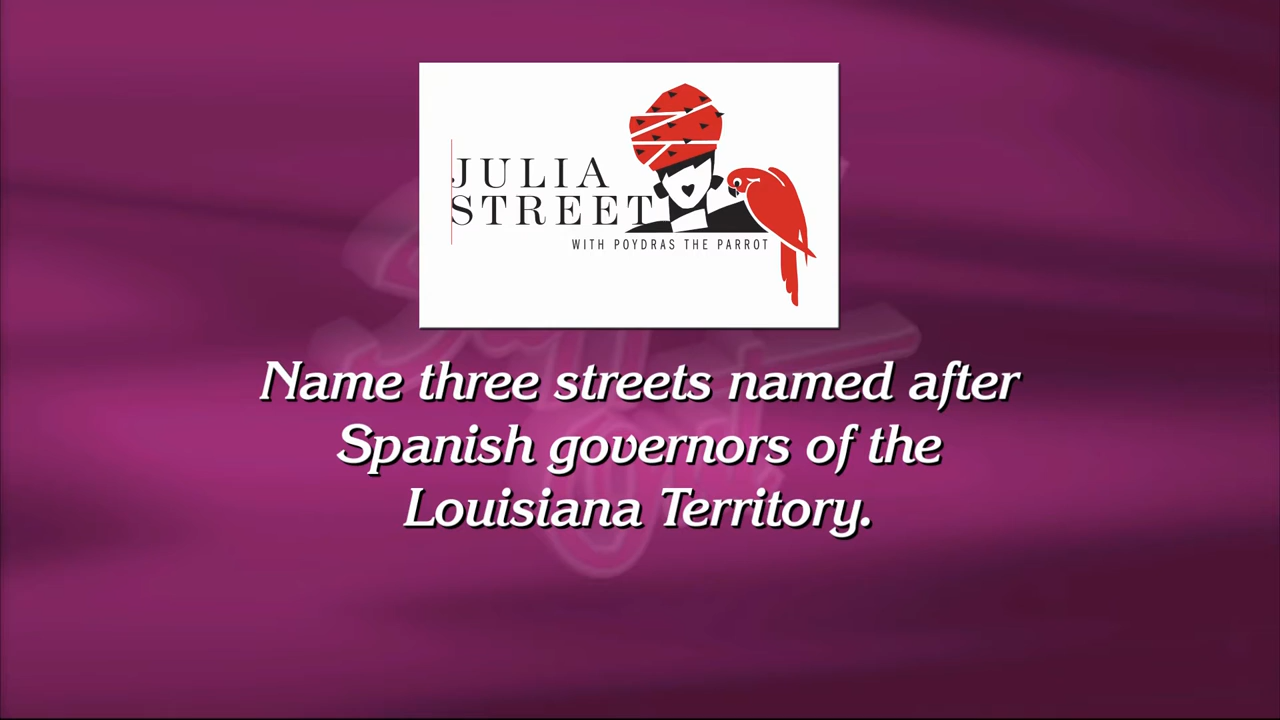 JULIA
STREET
WITH POYDRAS THE PARROT
Name three streets named after
Spanish governors of the
Louisiana Territory.